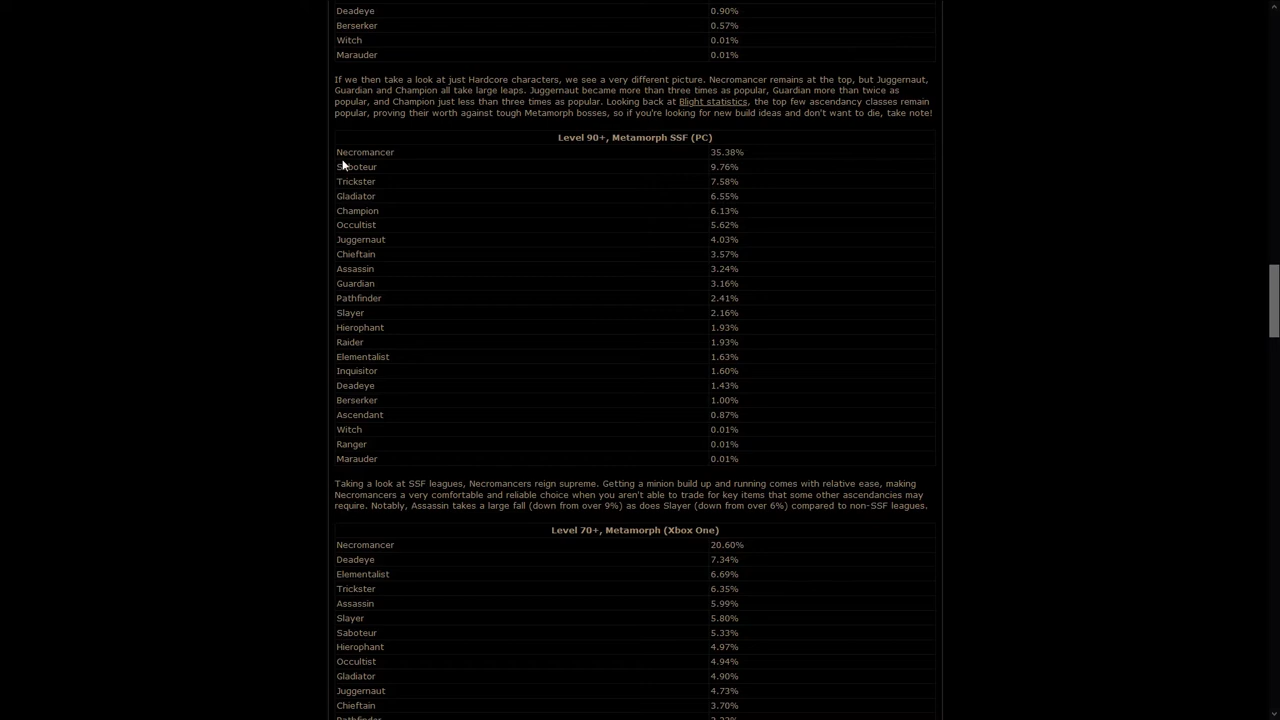 Deadeye 0.90%
Berserker 0.57%
Witch 0.01%
Marauder 0.01%
If we then take a look at just Hardcore characters, we see a very different picture. Necromancer remains at the top, but Juggernaut,
Guardian and Champion all take large leaps. Juggernaut became more than three times as popular, Guardian more than twice as
popular, and Champion just less than three times as popular. Looking back at Blight statistics, the top few ascendancy classes remain
popular, proving their worth against tough Metamorph bosses, so if you're looking for new build ideas and don't want to die, take note!
Level 90+, Metamorph SSF (PC)
Necromancer 35.38%
Saboteur 9.76%
Trickster 7.58%
Gladiator 6.55%
Champion 6.13%
Occultist 5.62%
Juggernaut 4.03%
Chieftain 3.57%
Assassin 3.24%
Guardian 3.16%
Pathfinder 2.41%
Slayer 2.16%
Hierophant 1.93%
Raider 1.93%
Elementalist 1.63%
Inquisitor 1.60%
Deadeye 1.43%
Berserker 1.00%
Ascendant 0.87%
Witch 0.01%
Ranger 0.01%
Marauder 0.01%
Taking a look at SSF leagues, Necromancers reign supreme. Getting a minion build up and running comes with relative ease, making
Necromancers a very comfortable and reliable choice when you aren't able to trade for key items that some other ascendancies may
require. Notably, Assassin takes a large fall (down from over 9%) as does Slayer (down from over 6%) compared to non-SSF leagues.
Level 70+, Metamorph (Xbox One)
Necromancer 20.60%
Deadeye 7.34%
Elementalist 6.69%
Trickster 6.35%
Assassin 5.99%
Slayer 5.80%
Saboteur 5.33%
Hierophant 4.97%
Occultist 4.94%
Gladiator 4.90%
Juggernaut 4.73%
Chieftain 3.70%